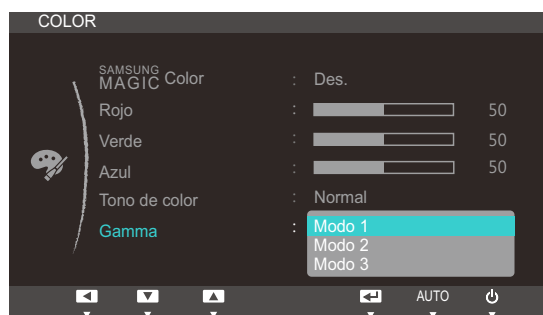 COLOR
SAMSUNG MAGIC Color : Des.
Rojo : 50
Verde : 50
Azul : 50
Tono de color : Normal
Gamma : Modo 1
Modo 2
Modo 3
AUTO